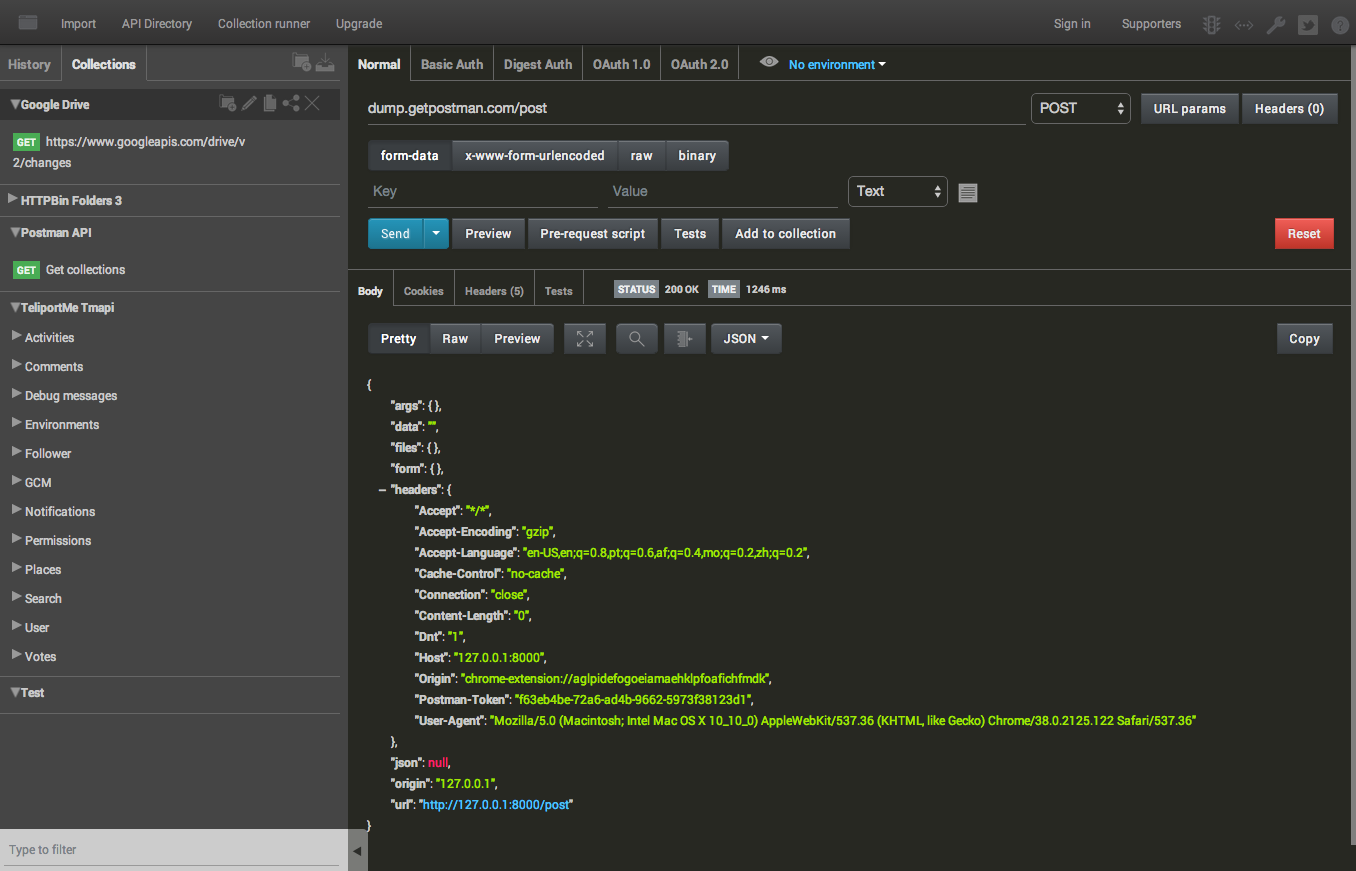 Import API Directory Collection runner Upgrade Sign in Supporters
History Collections
Google Drive
GET https://www.googleapis.com/drive/v
2/changes
HTTPBin Folders 3
Postman API
GET Get collections
TeliportMe Tmapi
Activities
Comments
Debug messages
Environments
Follower
GCM
Notifications
Permissions
Places
Search
User
Votes
Test
Type to filter
Normal Basic Auth Digest Auth OAuth 1.0 OAuth 2.0 No environment
dump.getpostman.com/post POST URL params Headers (0)
form-data x-www-form-urlencoded raw binary
Key Value Text
Send Preview Pre-request script Tests Add to collection Reset
Body Cookies Headers (5) Tests STATUS 200 OK TIME 1246 ms
Pretty Raw Preview JSON Copy
{
"args": { },
"data": "",
"files": { },
"form": { },
"headers": {
"Accept": "*/*",
"Accept-Encoding": "gzip",
"Accept-Language": "en-US,en;q=0.8,pt;q=0.6,af;q=0.4,mo;q=0.2,zh;q=0.2",
"Cache-Control": "no-cache",
"Connection": "close",
"Content-Length": "0",
"Dnt": "1",
"Host": "127.0.0.1:8000",
"Origin": "chrome-extension://aglpidefogoeiamaehklpfoafichfmdk",
"Postman-Token": "f63eb4be-72a6-ad4b-9662-5973f38123d1",
"User-Agent": "Mozilla/5.0 (Macintosh; Intel Mac OS X 10_10_0) AppleWebKit/537.36 (KHTML, like Gecko) Chrome/38.0.2125.122 Safari/537.36"
},
"json": null,
"origin": "127.0.0.1",
"url": "http://127.0.0.1:8000/post"
}